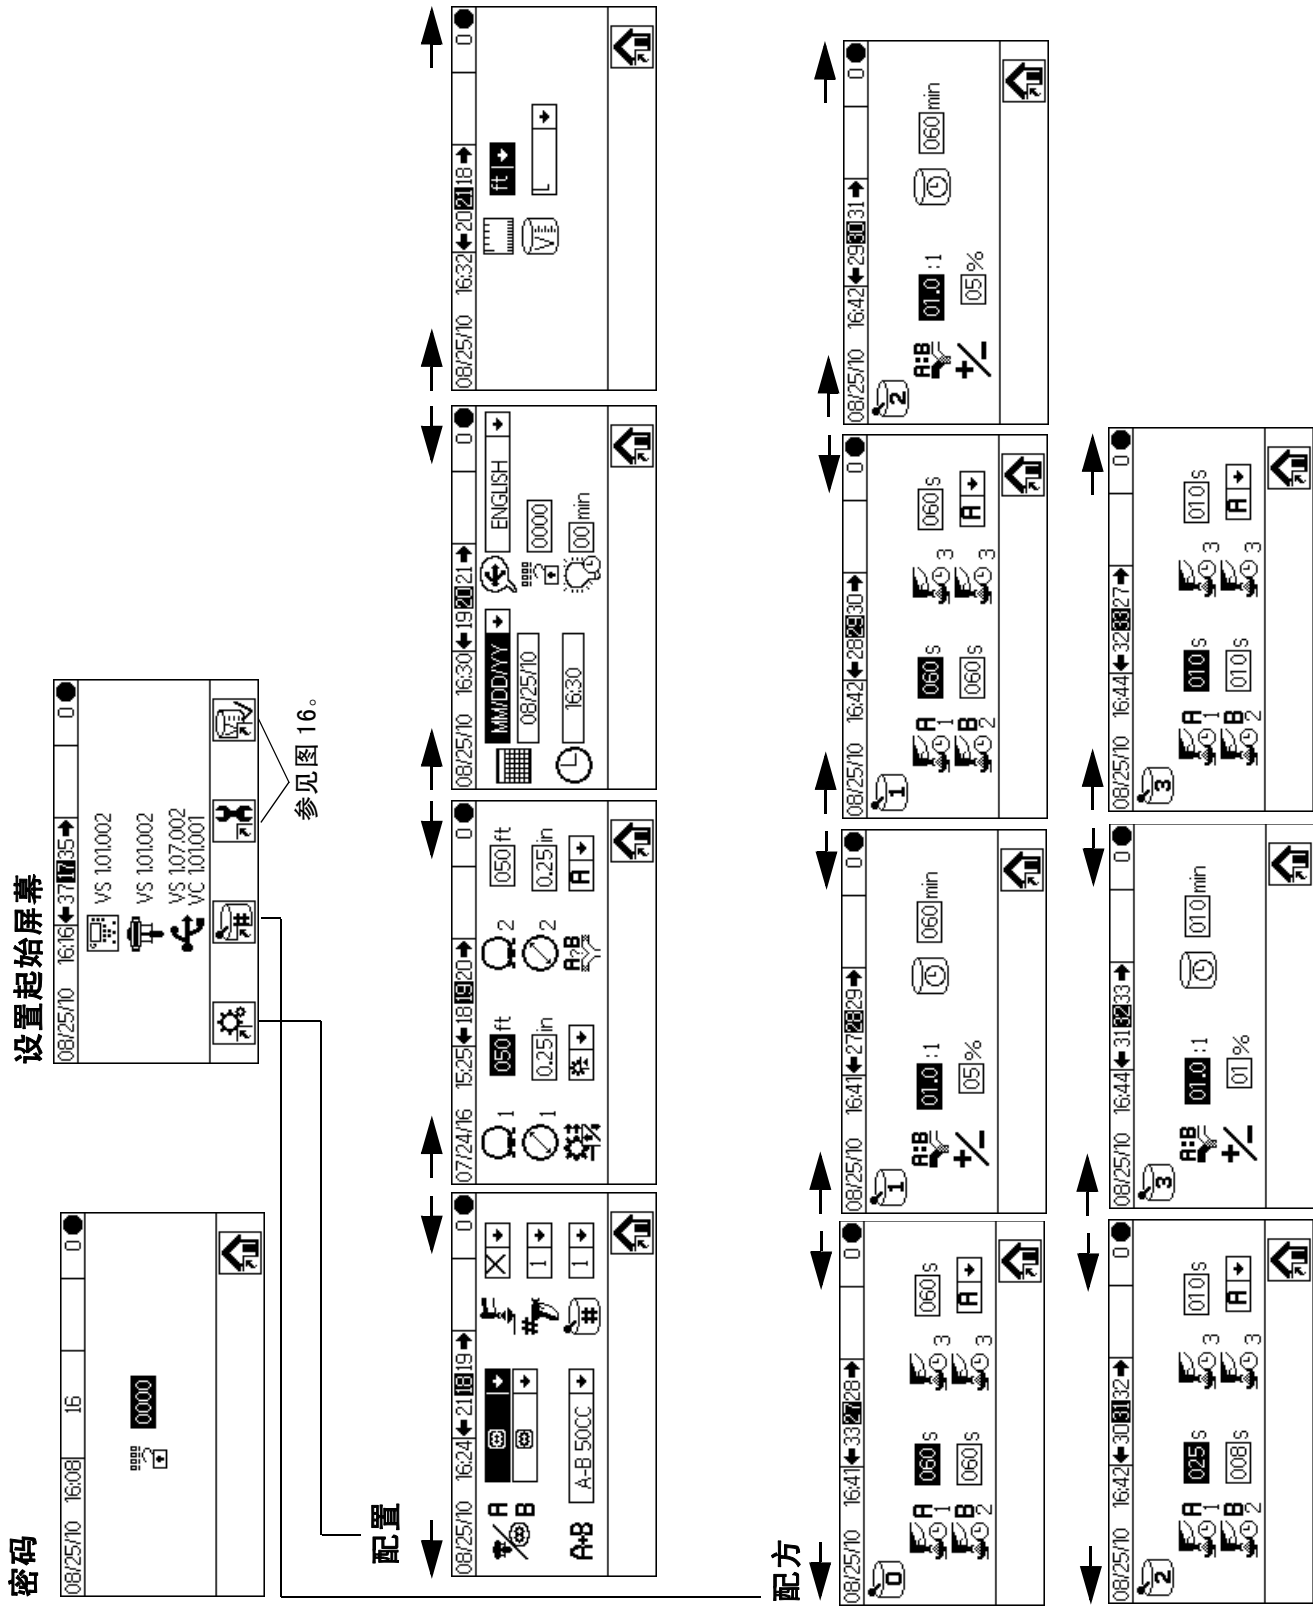 密码
08/25/10 16:08 16 0
0000
设置起始屏幕
08/25/10 16:16 37 17 35 0
VS 1.01.002
VS 1.01.002
VS 1.07.002
VC 1.01.001
#
参见图 16。
配置
08/25/10 16:24 21 18 19 0
A
B
A+B A-B 50CC
X
# 1
# 1
07/24/16 15:25 18 19 20 0
1 050 ft 2 050 ft
1 0.25 in 2 0.25 in
A?B A
08/25/10 16:30 19 20 21 0
MM/DD/YY ENGLISH
08/25/10 0000
16:30 00 min
08/25/10 16:32 20 21 18 0
ft
V L
配方
08/25/10 16:41 33 27 28 0
0
A 1 060 s 3 060 s
B 2 060 s 3 A
08/25/10 16:41 27 28 29 0
1
A:B 01.0 :1 060 min
+/- 05 %
08/25/10 16:42 28 29 30 0
1
A 1 060 s 3 060 s
B 2 060 s 3 A
08/25/10 16:42 29 30 31 0
2
A:B 01.0 :1 060 min
+/- 05 %
08/25/10 16:42 30 31 32 0
2
A 1 025 s 3 010 s
B 2 008 s 3 A
08/25/10 16:44 31 32 33 0
3
A:B 01.0 :1 010 min
+/- 01 %
08/25/10 16:44 32 33 27 0
3
A 1 010 s 3 010 s
B 2 010 s 3 A